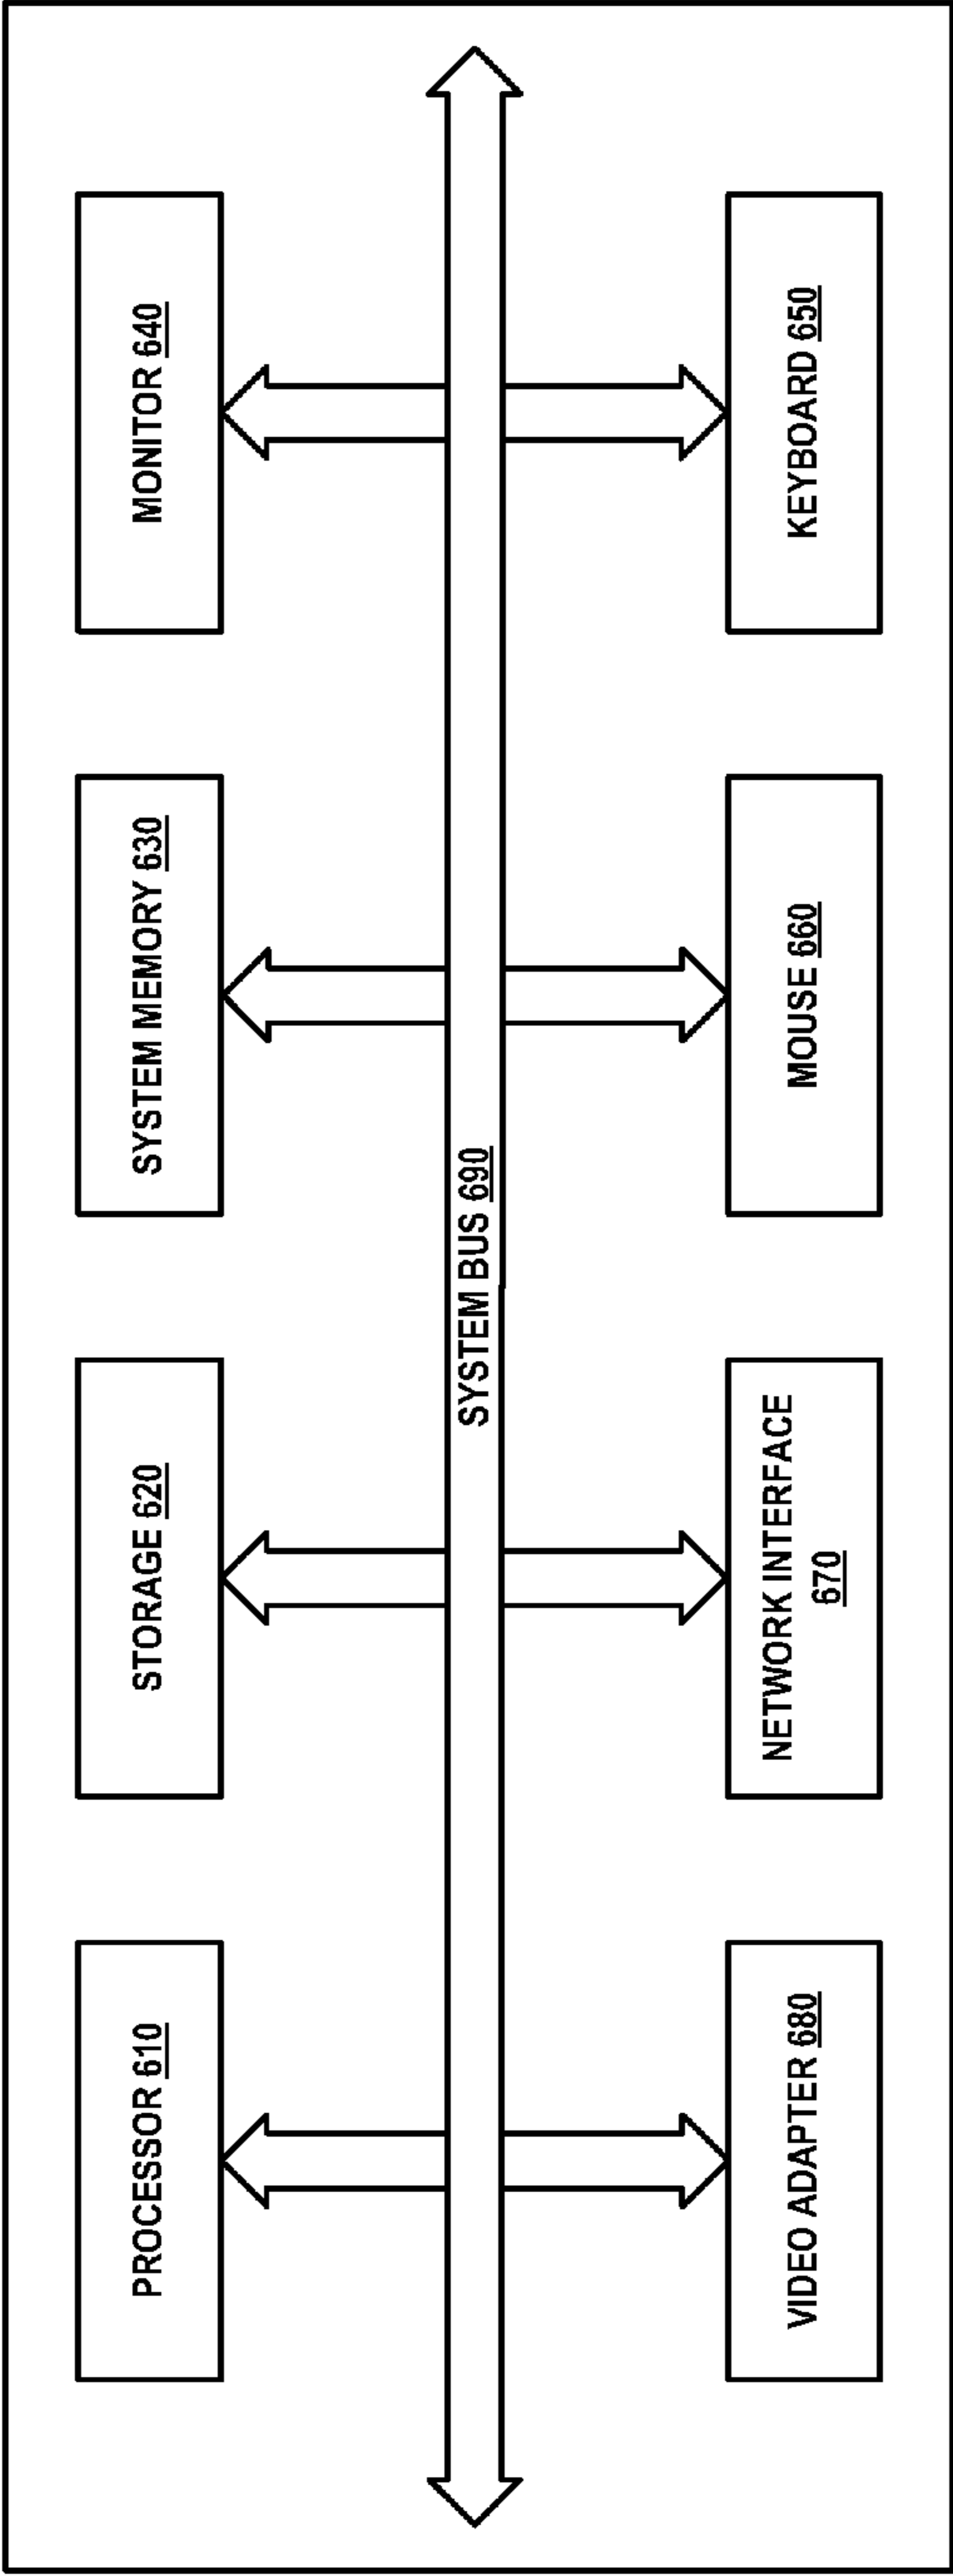 PROCESSOR 610
STORAGE 620
SYSTEM MEMORY 630
MONITOR 640
SYSTEM BUS 690
VIDEO ADAPTER 680
NETWORK INTERFACE
670
MOUSE 660
KEYBOARD 650